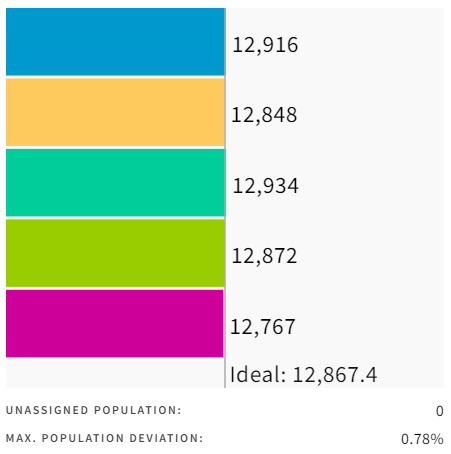 12,916
12,848
12,934
12,872
12,767
Ideal: 12,867.4
UNASSIGNED POPULATION: 0
MAX. POPULATION DEVIATION: 0.78%